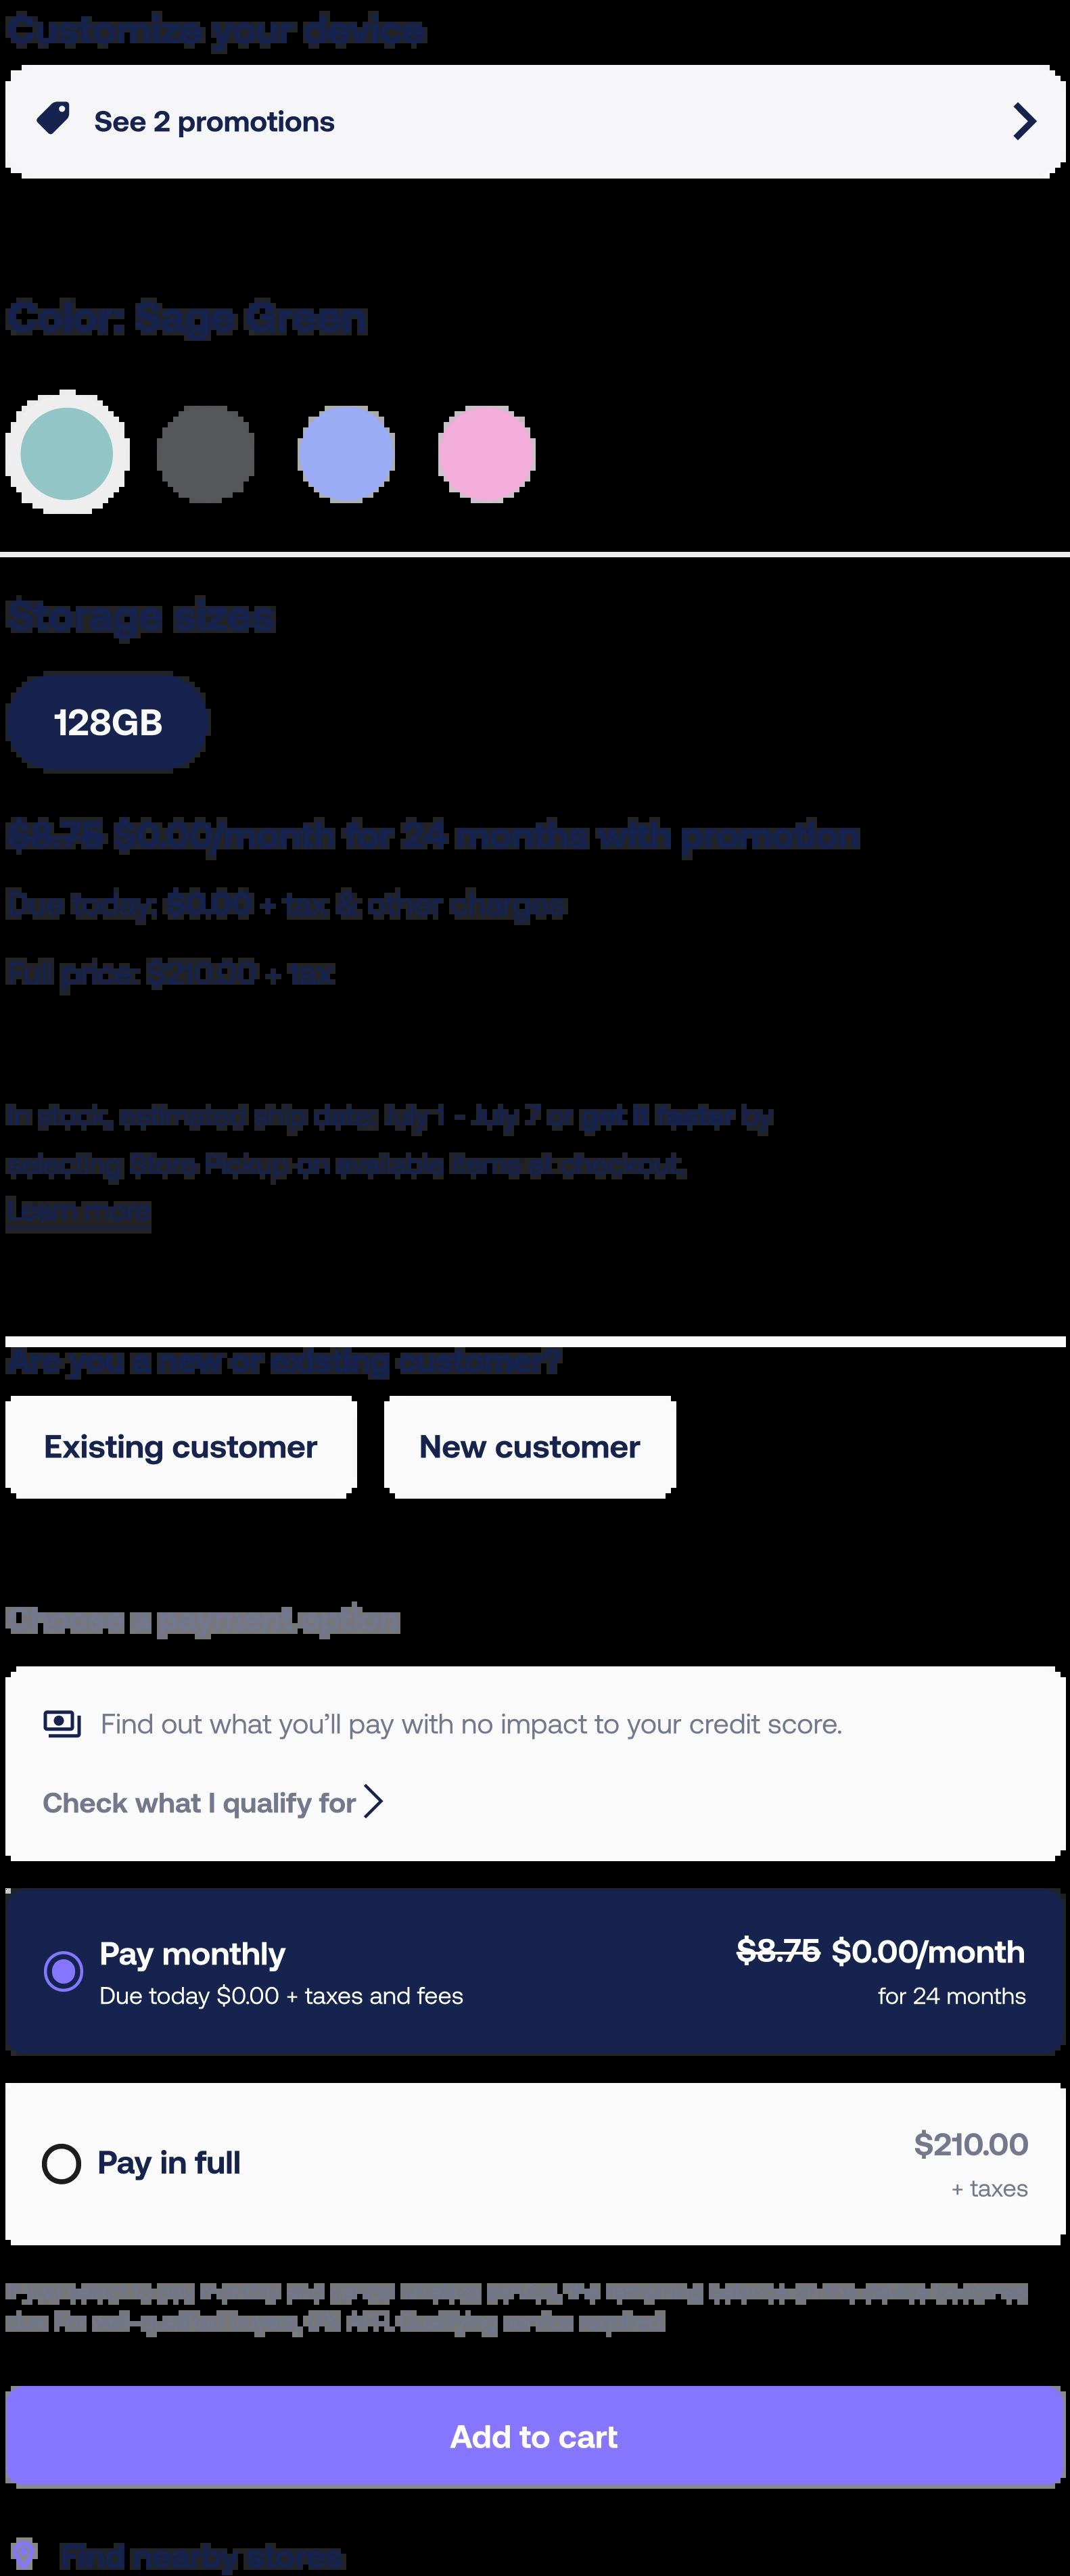 Customize your device
See 2 promotions
Color: Sage Green
Storage sizes
128GB
$8.75 $0.00/month for 24 months with promotion
Due today: $0.00 + tax & other charges
Full price: $210.00 + tax
In stock, estimated ship date: July 1 - July 7 or get it faster by
selecting Store Pickup on available items at checkout.
Learn more
Are you a new or existing customer?
Existing customer
New customer
Choose a payment option
Find out what you’ll pay with no impact to your credit score.
Check what I qualify for
Pay monthly
$8.75 $0.00/month
Due today $0.00 + taxes and fees
for 24 months
Pay in full
$210.00
+ taxes
Add to cart
Find nearby stores